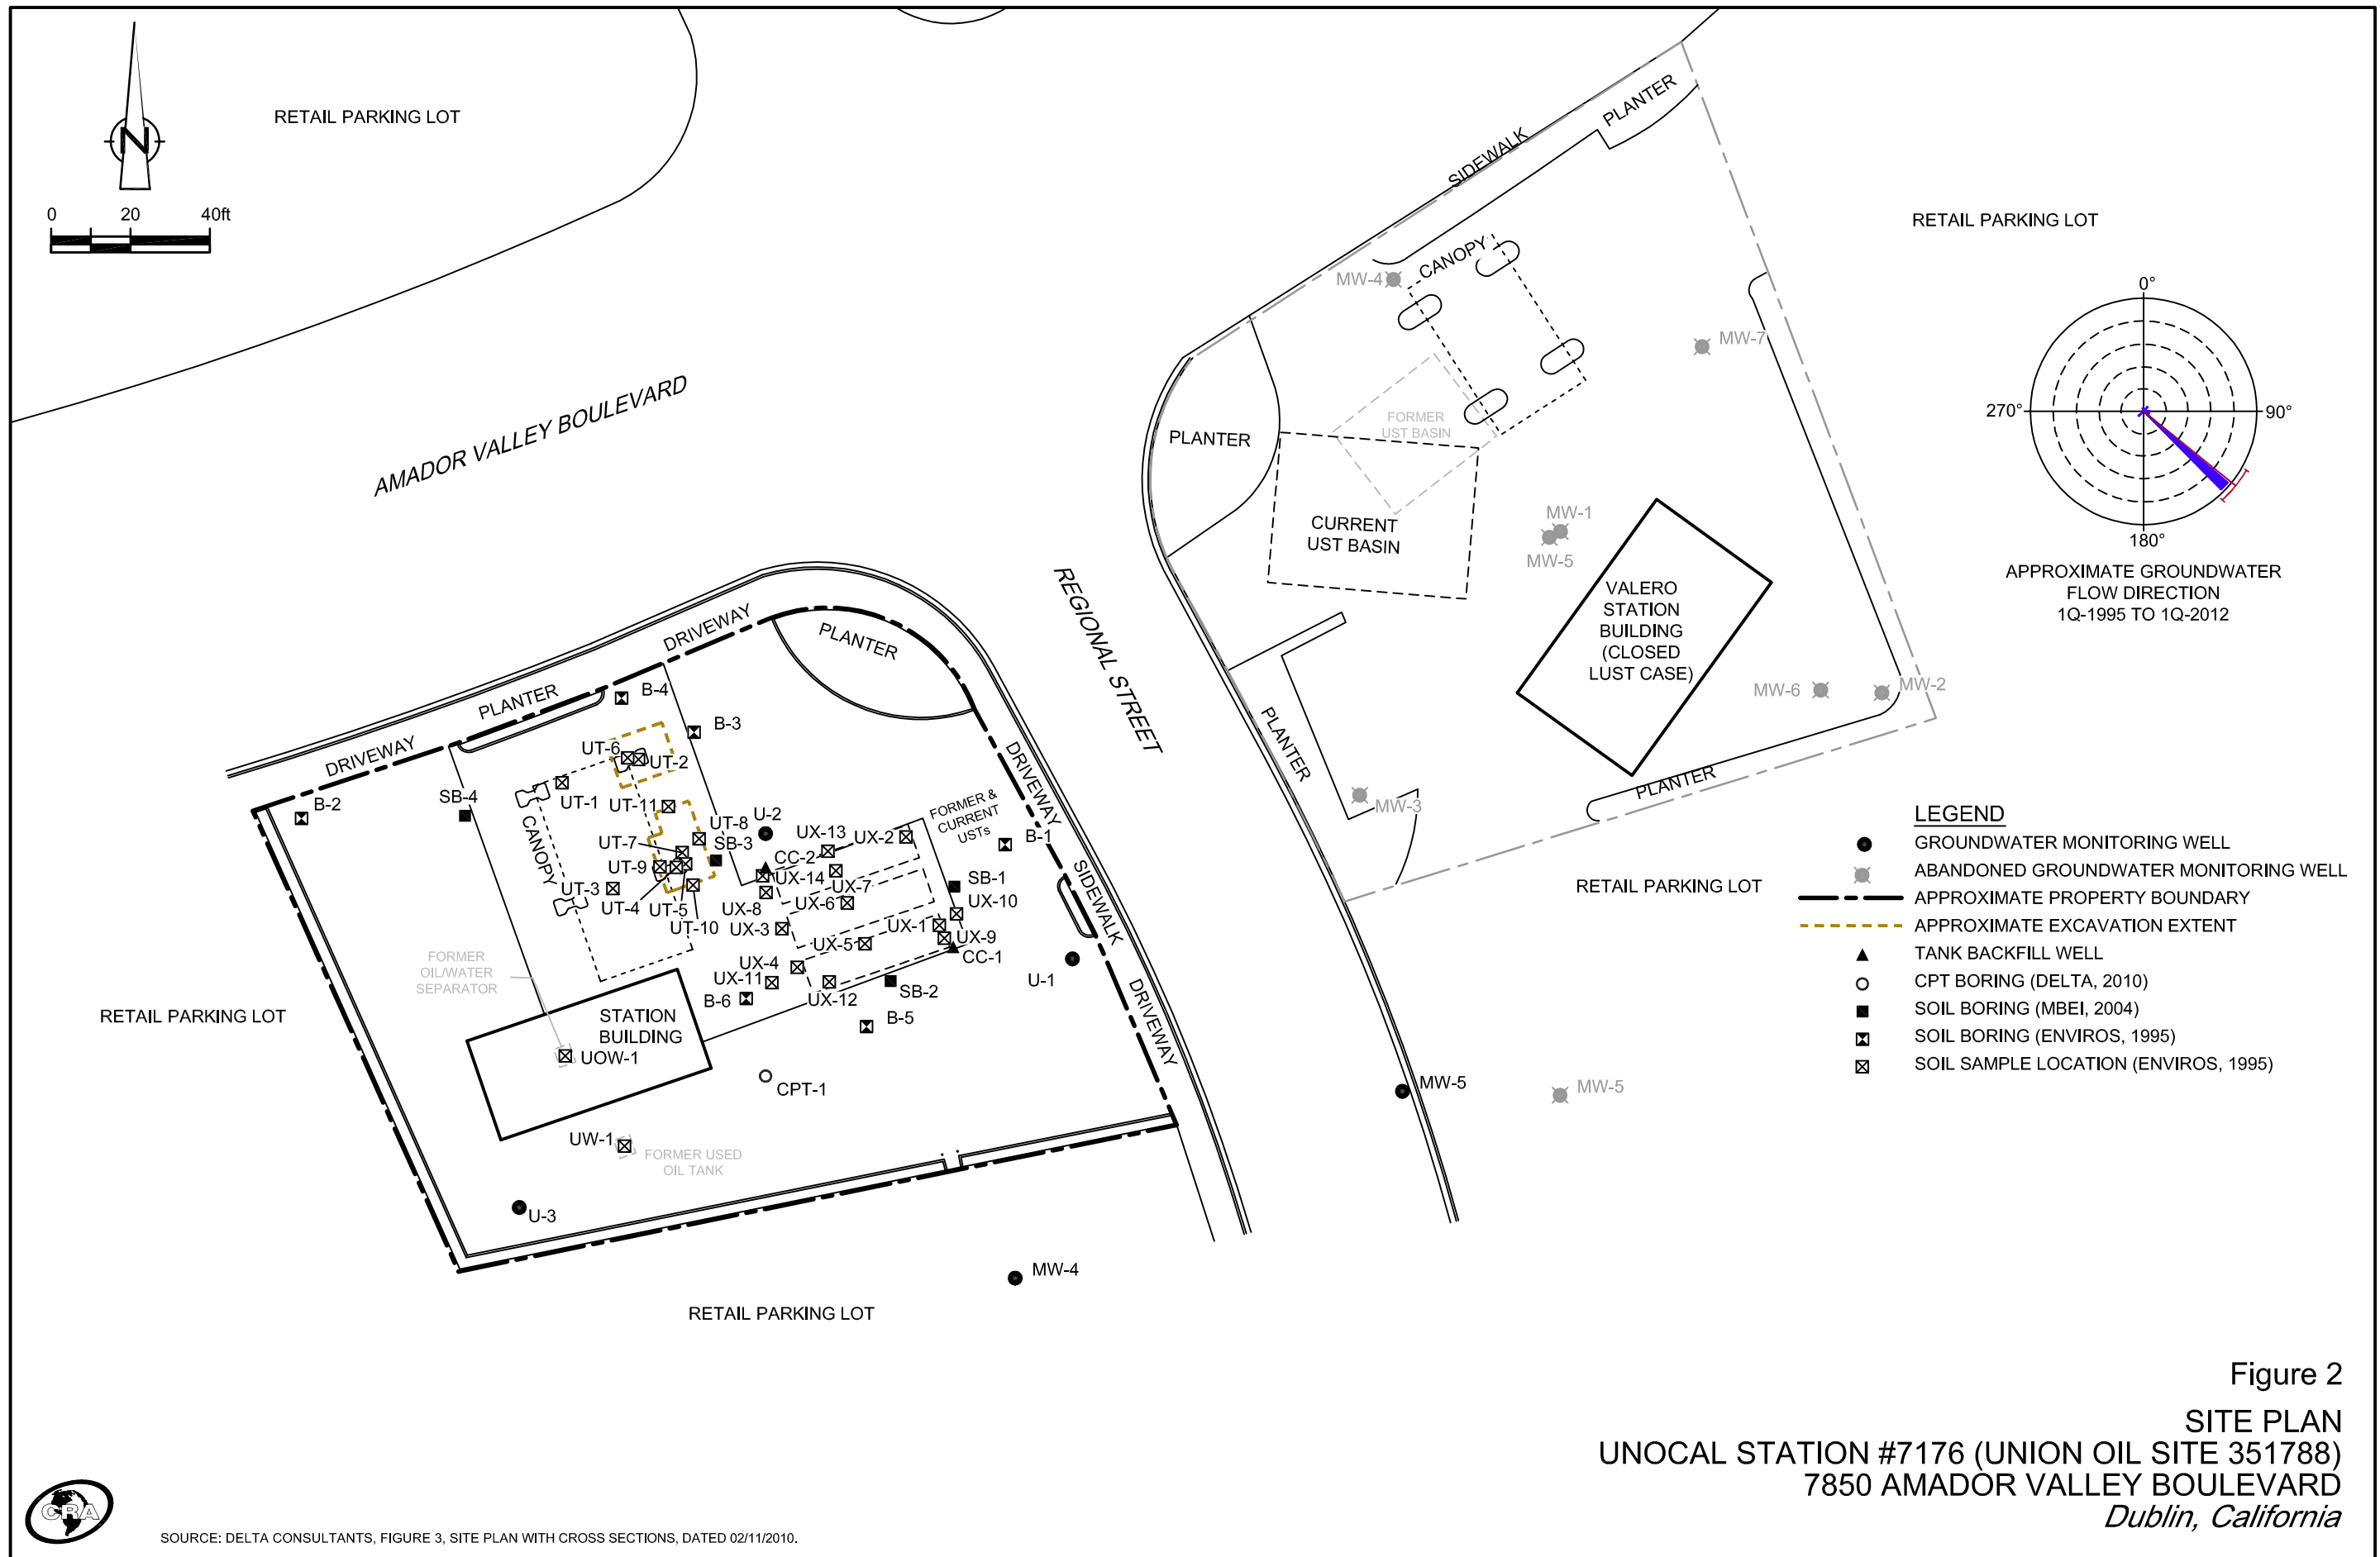 N
0 20 40ft
RETAIL PARKING LOT
AMADOR VALLEY BOULEVARD
REGIONAL STREET
SIDEWALK
PLANTER
CANOPY
MW-4
MW-7
FORMER
UST BASIN
PLANTER
CURRENT
UST BASIN
MW-1
MW-5
VALERO
STATION
BUILDING
(CLOSED
LUST CASE)
MW-6
MW-2
PLANTER
PLANTER
MW-3
RETAIL PARKING LOT
RETAIL PARKING LOT
0°
90°
180°
270°
APPROXIMATE GROUNDWATER
FLOW DIRECTION
1Q-1995 TO 1Q-2012
DRIVEWAY
PLANTER
DRIVEWAY
PLANTER
DRIVEWAY
SIDEWALK
DRIVEWAY
B-4
B-3
B-2
SB-4
UT-6
UT-2
UT-1
UT-11
CANOPY
UT-7
UT-8
U-2
SB-3
UT-9
UT-3
UT-4
UT-5
UT-10
UX-13
UX-2
FORMER &
CURRENT
USTs
B-1
CC-2
UX-14
UX-7
UX-8
UX-6
UX-3
SB-1
UX-10
UX-1
UX-9
UX-5
CC-1
UX-4
UX-11
UX-12
SB-2
B-6
B-5
U-1
FORMER
OIL/WATER
SEPARATOR
STATION
BUILDING
UOW-1
CPT-1
UW-1
FORMER USED
OIL TANK
U-3
MW-5
MW-5
MW-4
RETAIL PARKING LOT
RETAIL PARKING LOT
LEGEND
GROUNDWATER MONITORING WELL
ABANDONED GROUNDWATER MONITORING WELL
APPROXIMATE PROPERTY BOUNDARY
APPROXIMATE EXCAVATION EXTENT
TANK BACKFILL WELL
CPT BORING (DELTA, 2010)
SOIL BORING (MBEI, 2004)
SOIL BORING (ENVIROS, 1995)
SOIL SAMPLE LOCATION (ENVIROS, 1995)
Figure 2
SITE PLAN
UNOCAL STATION #7176 (UNION OIL SITE 351788)
7850 AMADOR VALLEY BOULEVARD
Dublin, California
CRA
SOURCE: DELTA CONSULTANTS, FIGURE 3, SITE PLAN WITH CROSS SECTIONS, DATED 02/11/2010.